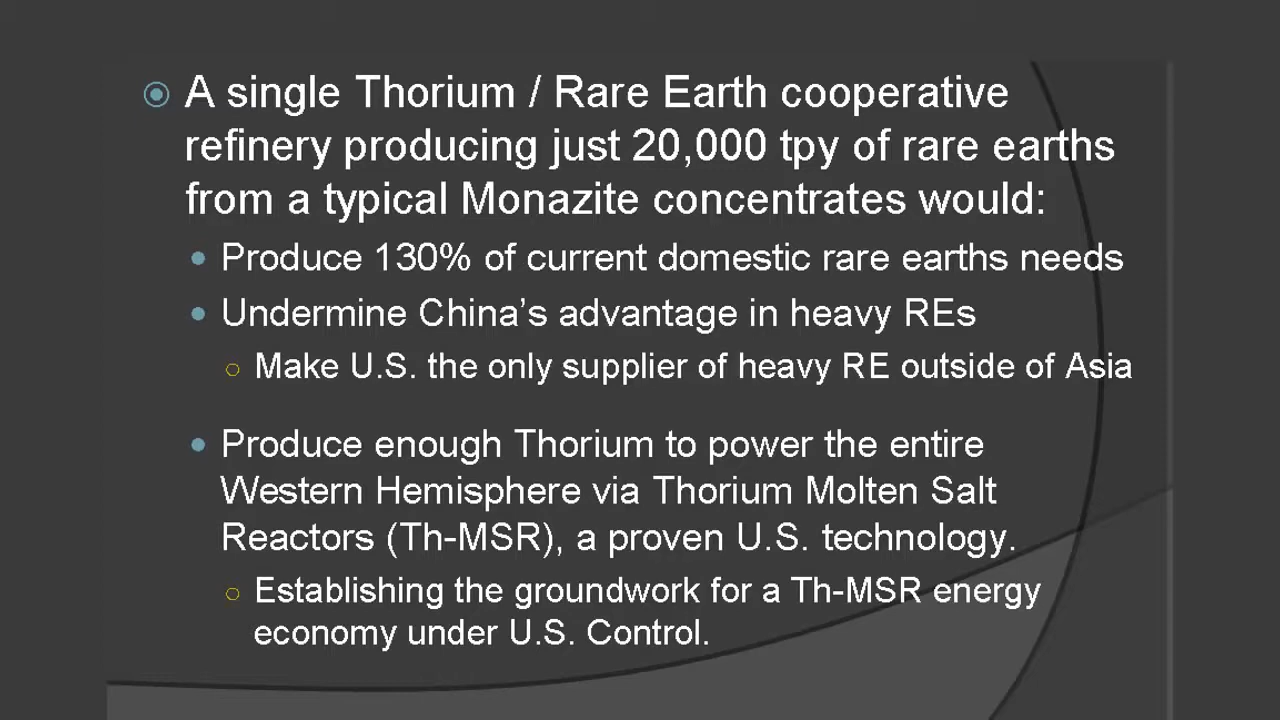 A single Thorium / Rare Earth cooperative
refinery producing just 20,000 tpy of rare earths
from a typical Monazite concentrates would:
Produce 130% of current domestic rare earths needs
Undermine China's advantage in heavy REs
Make U.S. the only supplier of heavy RE outside of Asia
Produce enough Thorium to power the entire
Western Hemisphere via Thorium Molten Salt
Reactors (Th-MSR), a proven U.S. technology.
Establishing the groundwork for a Th-MSR energy
economy under U.S. Control.